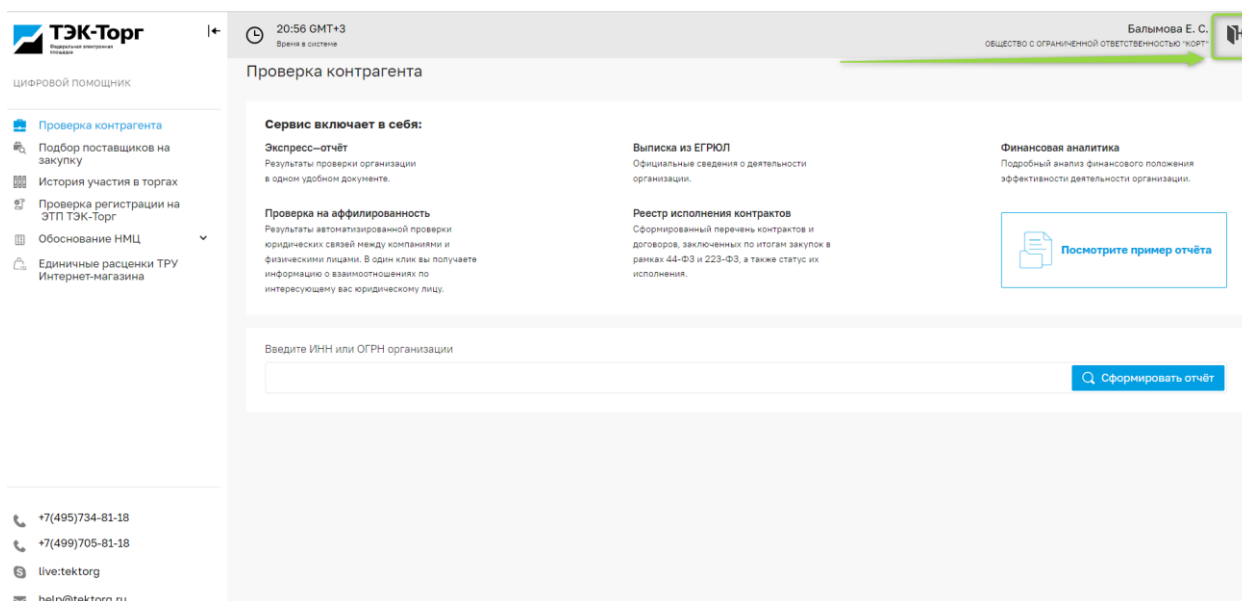 ТЭК-Торг
Федеральная электронная
площадка
ЦИФРОВОЙ ПОМОЩНИК
Проверка контрагента
Подбор поставщиков на
закупку
История участия в торгах
Проверка регистрации на
ЭТП ТЭК-Торг
Обоснование НМЦ
Единичные расценки ТРУ
Интернет-магазина
+7(495)734-81-18
+7(499)705-81-18
live:tektorg
help@tektorg.ru
20:56 GMT+3
Время в системе
Балымова Е. С.
ОБЩЕСТВО С ОГРАНИЧЕННОЙ ОТВЕТСТВЕННОСТЬЮ "КОРТ"
Проверка контрагента
Сервис включает в себя:
Экспресс—отчёт
Результаты проверки организации
в одном удобном документе.
Выписка из ЕГРЮЛ
Официальные сведения о деятельности
организации.
Финансовая аналитика
Подробный анализ финансового положения
эффективности деятельности организации.
Проверка на аффилированность
Результаты автоматизированной проверки
юридических связей между компаниями и
физическими лицами. В один клик вы получаете
информацию о взаимоотношениях по
интересующему вас юридическому лицу.
Реестр исполнения контрактов
Сформированный перечень контрактов и
договоров, заключенных по итогам закупок в
рамках 44-ФЗ и 223-ФЗ, а также статус их
исполнения.
Посмотрите пример отчёта
Введите ИНН или ОГРН организации
Сформировать отчёт